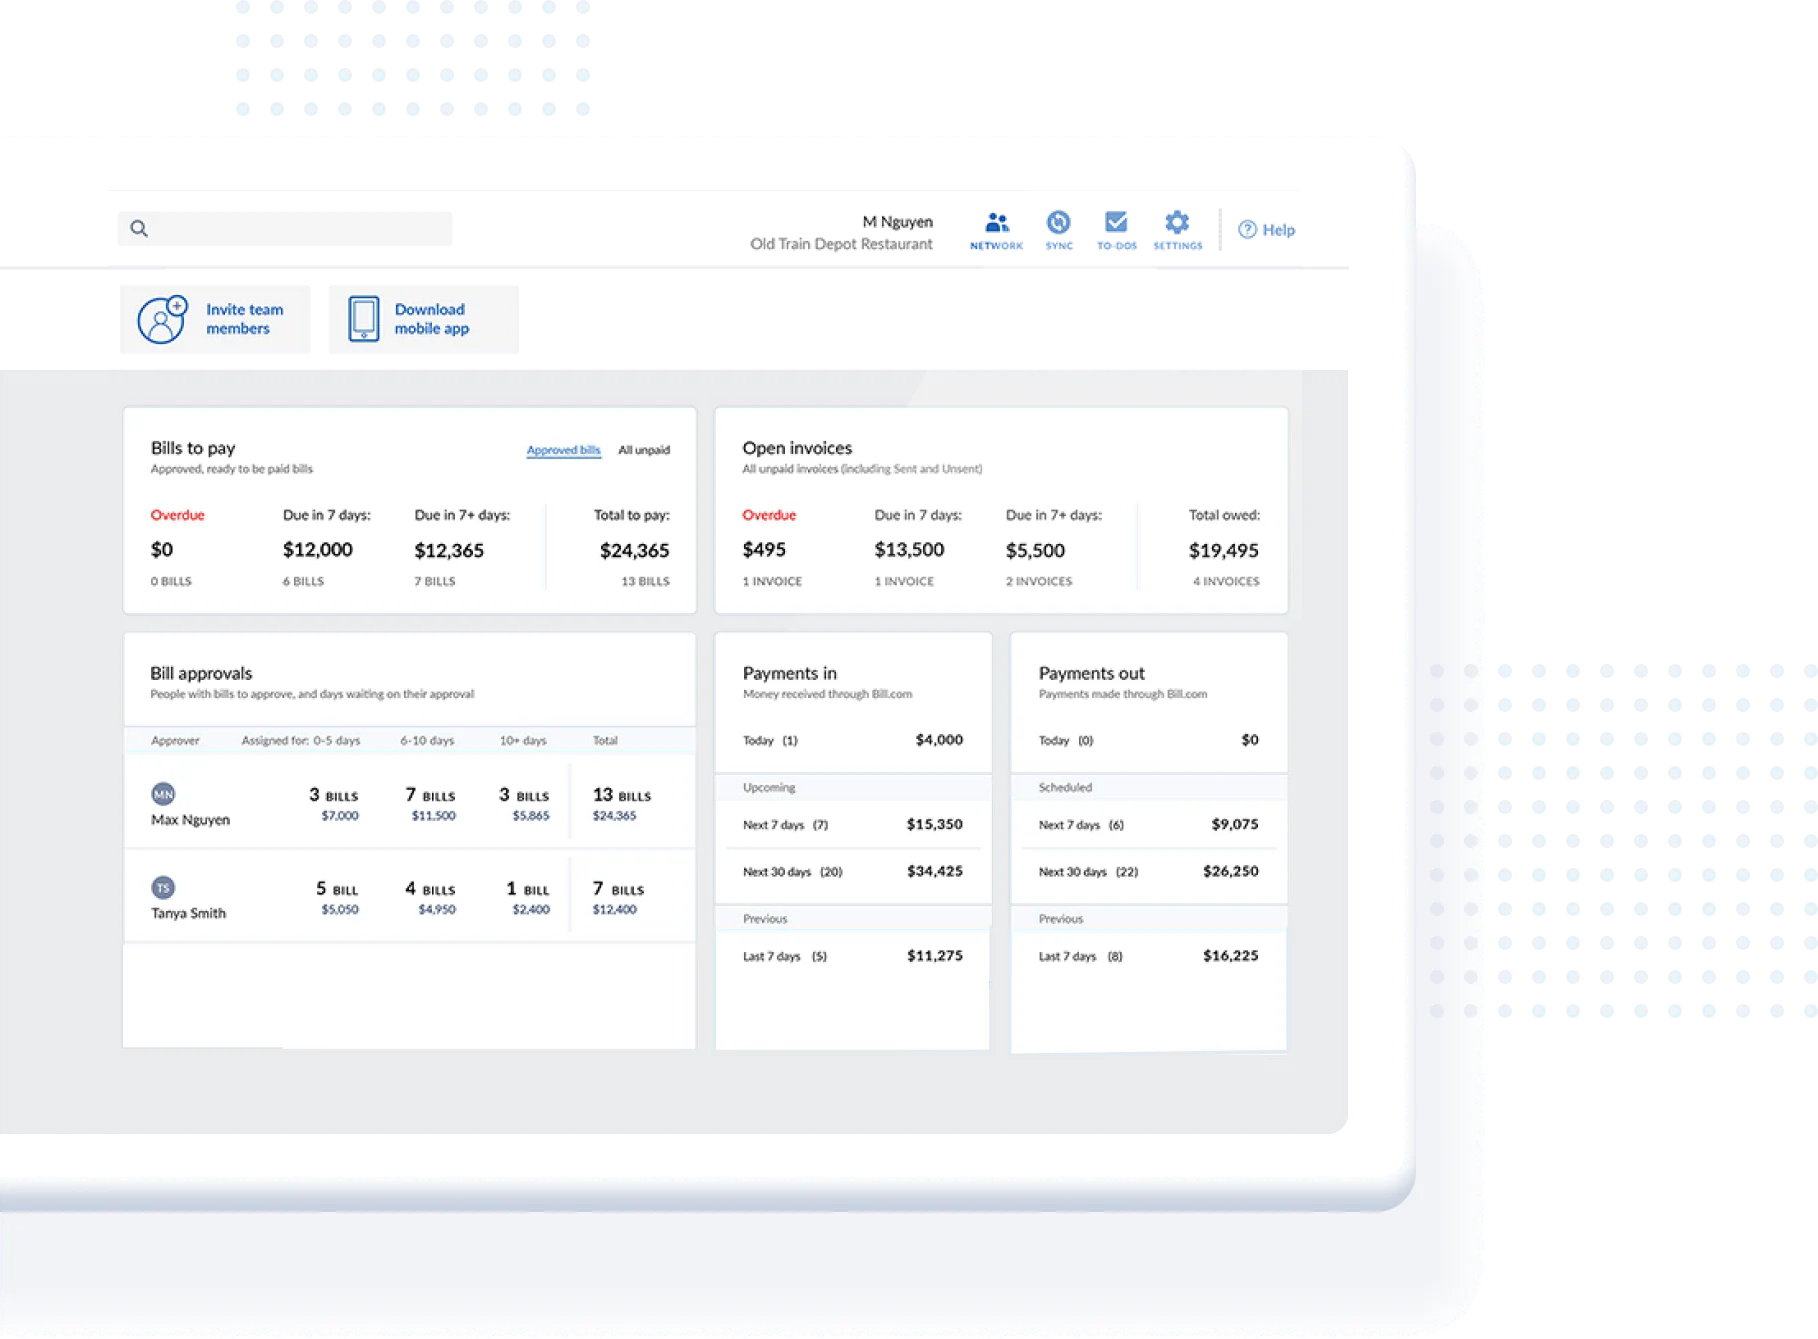 M Nguyen
Old Train Depot Restaurant
NETWORK
SYNC
TO-DOS
SETTINGS
Help
Invite team
members
Download
mobile app
Bills to pay
Approved, ready to be paid bills
Approved bills All unpaid
Overdue Due in 7 days: Due in 7+ days: Total to pay:
$0 $12,000 $12,365 $24,365
0 BILLS 6 BILLS 7 BILLS 13 BILLS
Open invoices
All unpaid invoices (including Sent and Unsent)
Overdue Due in 7 days: Due in 7+ days: Total owed:
$495 $13,500 $5,500 $19,495
1 INVOICE 1 INVOICE 2 INVOICES 4 INVOICES
Bill approvals
People with bills to approve, and days waiting on their approval
Approver Assigned for: 0-5 days 6-10 days 10+ days Total
MN
Max Nguyen
3 BILLS 7 BILLS 3 BILLS 13 BILLS
$7,000 $11,500 $5,865 $24,365
TS
Tanya Smith
5 BILL 4 BILLS 1 BILL 7 BILLS
$5,050 $4,950 $2,400 $12,400
Payments in
Money received through Bill.com
Today (1) $4,000
Upcoming
Next 7 days (7) $15,350
Next 30 days (20) $34,425
Previous
Last 7 days (5) $11,275
Payments out
Payments made through Bill.com
Today (0) $0
Scheduled
Next 7 days (6) $9,075
Next 30 days (22) $26,250
Previous
Last 7 days (8) $16,225